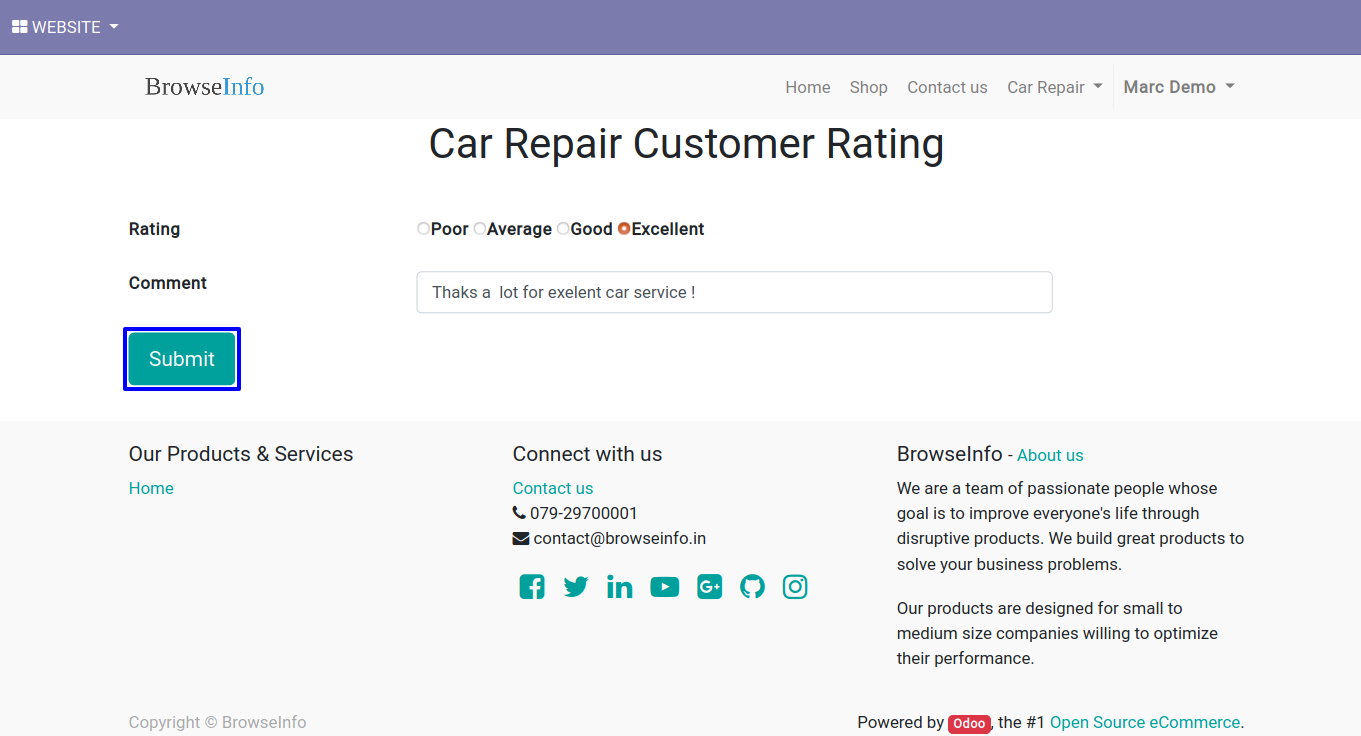 WEBSITE
BrowseInfo
Home Shop Contact us Car Repair Marc Demo
Car Repair Customer Rating
Rating Poor Average Good Excellent
Comment Thaks a  lot for exelent car service !
Submit
Our Products & Services
Home
Connect with us
Contact us
079-29700001
contact@browseinfo.in
BrowseInfo - About us
We are a team of passionate people whose
goal is to improve everyone's life through
disruptive products. We build great products to
solve your business problems.
Our products are designed for small to
medium size companies willing to optimize
their performance.
Copyright © BrowseInfo
Powered by Odoo, the #1 Open Source eCommerce.